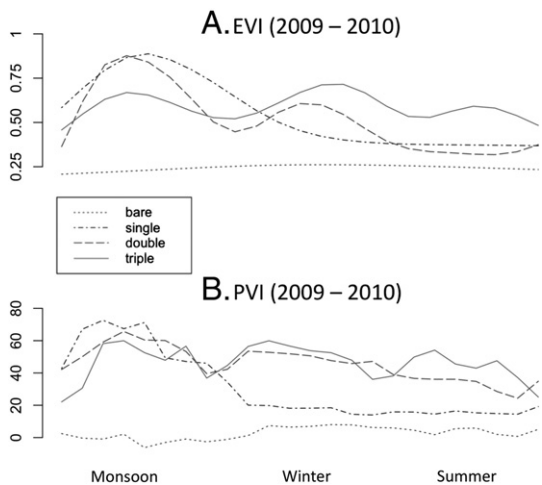 A. EVI (2009 – 2010)
1
0.75
0.50
0.25
bare
single
double
triple
B. PVI (2009 – 2010)
80
60
40
20
0
Monsoon Winter Summer